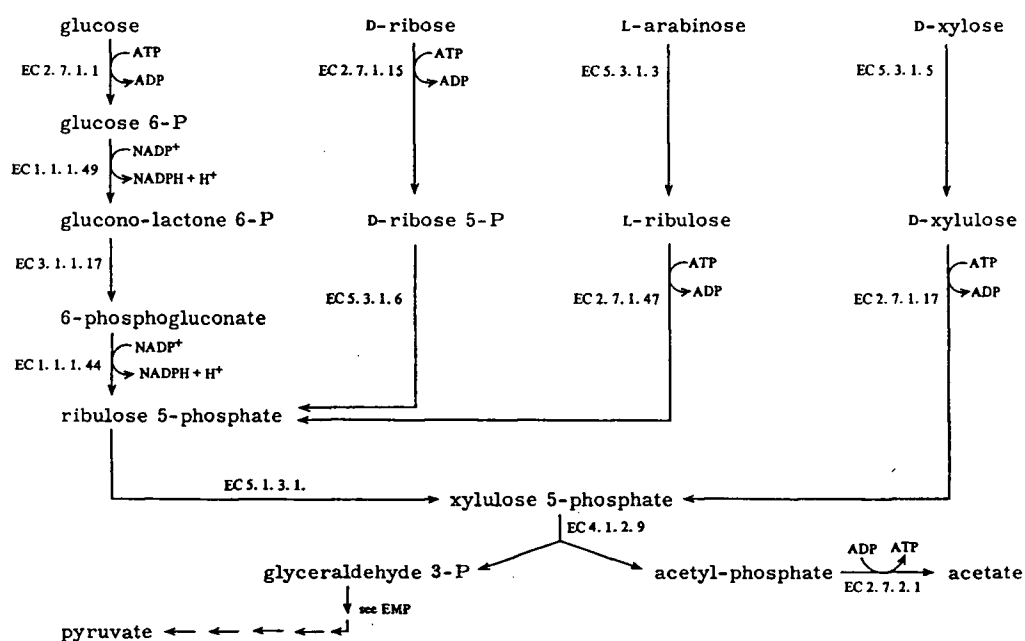 glucose D-ribose L-arabinose D-xylose
ATP ATP
EC 2.7.1.1 EC 2.7.1.15 EC 5.3.1.3 EC 5.3.1.5
ADP ADP
glucose 6-P
NADP+
EC 1.1.1.49
NADPH + H+
glucono-lactone 6-P D-ribose 5-P L-ribulose D-xylulose
EC 3.1.1.17 ATP ATP
EC 5.3.1.6 EC 2.7.1.47 ADP EC 2.7.1.17 ADP
6-phosphogluconate
NADP+
EC 1.1.1.44
NADPH + H+
ribulose 5-phosphate
EC 5.1.3.1.
xylulose 5-phosphate
EC 4.1.2.9
ADP ATP
glyceraldehyde 3-P acetyl-phosphate acetate
EC 2.7.2.1
see EMP
pyruvate